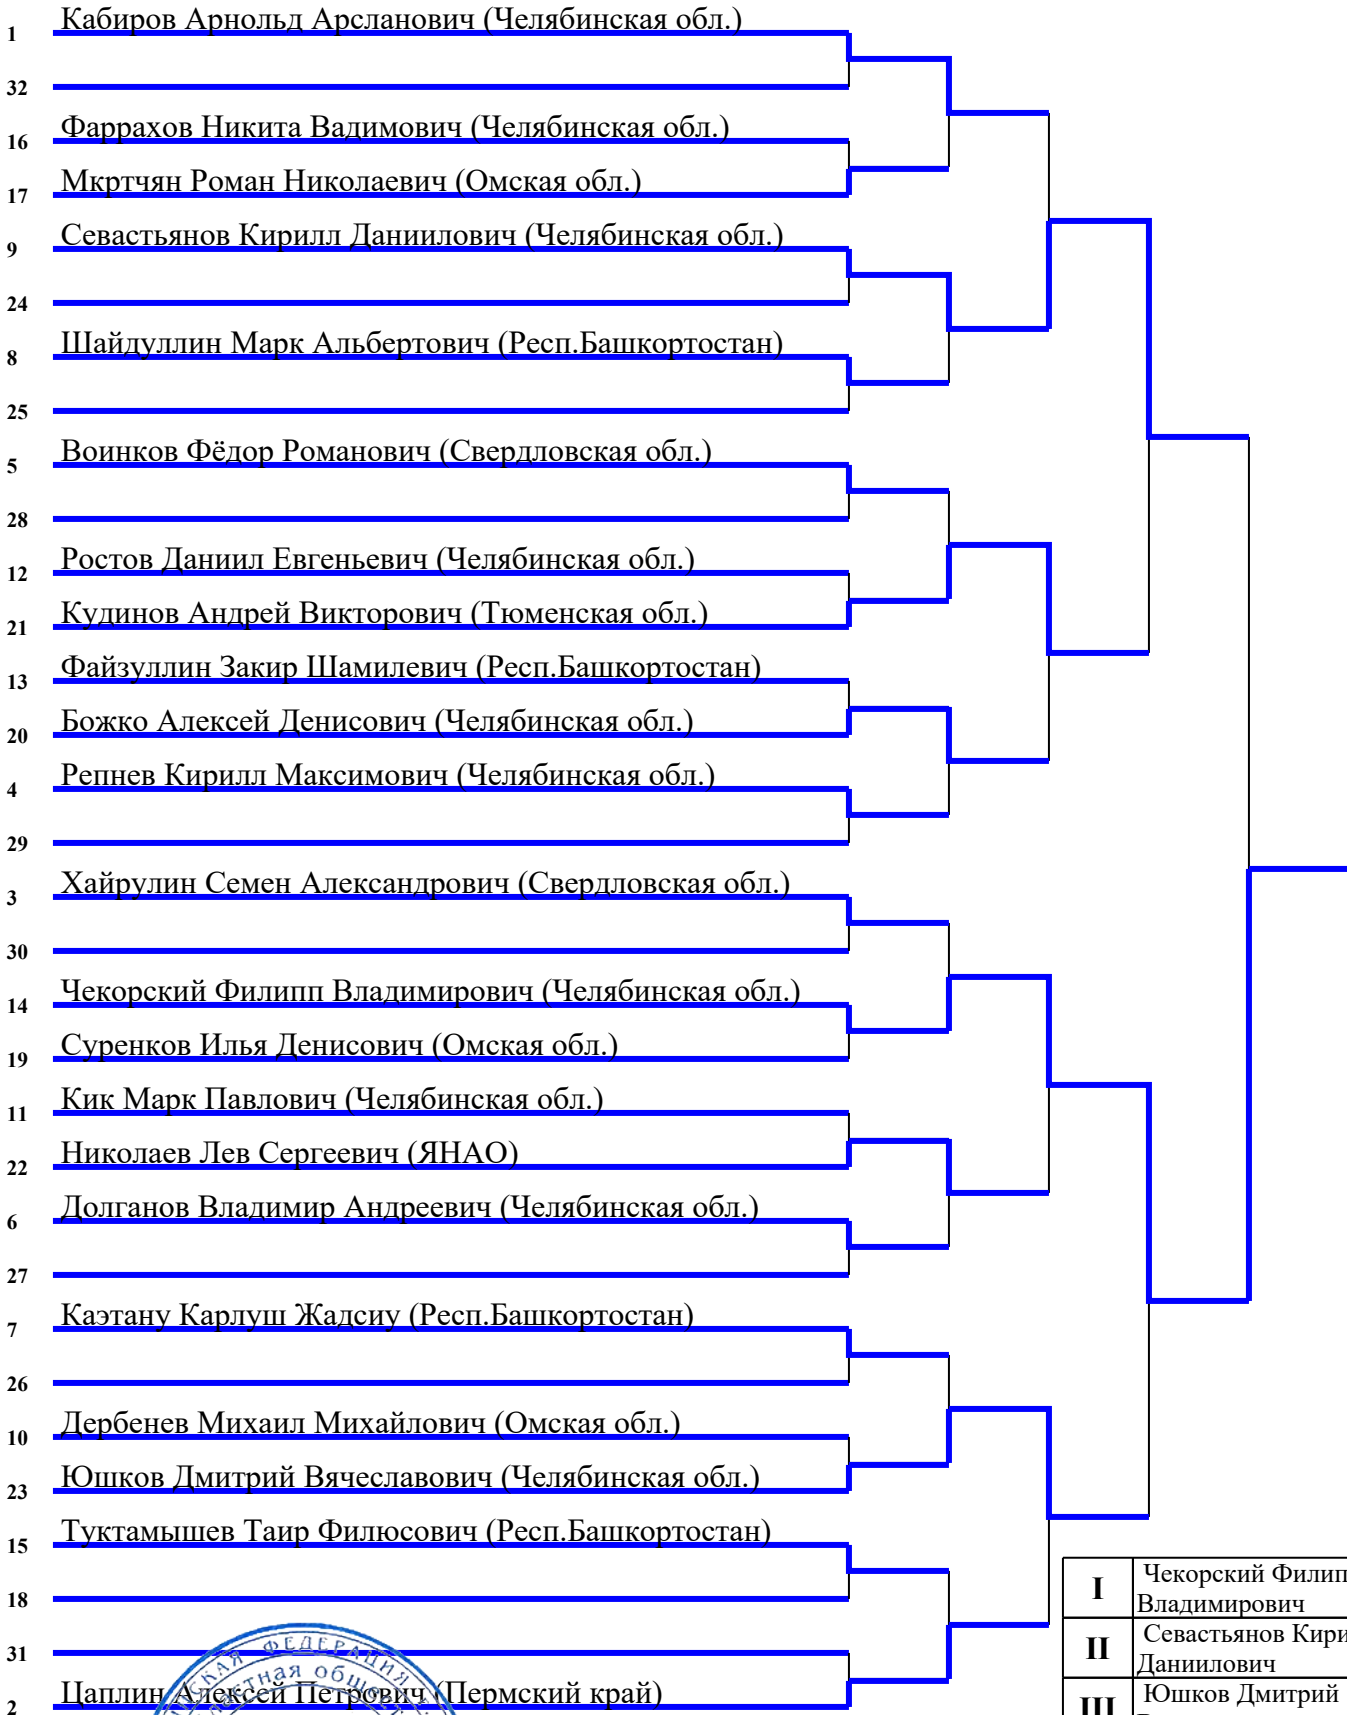 1 Кабиров Арнольд Арсланович (Челябинская обл.)
32
16 Фаррахов Никита Вадимович (Челябинская обл.)
17 Мкртчян Роман Николаевич (Омская обл.)
9 Севастьянов Кирилл Даниилович (Челябинская обл.)
24
8 Шайдуллин Марк Альбертович (Респ.Башкортостан)
25
5 Воинков Фёдор Романович (Свердловская обл.)
28
12 Ростов Даниил Евгеньевич (Челябинская обл.)
21 Кудинов Андрей Викторович (Тюменская обл.)
13 Файзуллин Закир Шамилевич (Респ.Башкортостан)
20 Божко Алексей Денисович (Челябинская обл.)
4 Репнев Кирилл Максимович (Челябинская обл.)
29
3 Хайрулин Семен Александрович (Свердловская обл.)
30
14 Чекорский Филипп Владимирович (Челябинская обл.)
19 Суренков Илья Денисович (Омская обл.)
11 Кик Марк Павлович (Челябинская обл.)
22 Николаев Лев Сергеевич (ЯНАО)
6 Долганов Владимир Андреевич (Челябинская обл.)
27
7 Каэтану Карлуш Жадсиу (Респ.Башкортостан)
26
10 Дербенев Михаил Михайлович (Омская обл.)
23 Юшков Дмитрий Вячеславович (Челябинская обл.)
15 Туктамышев Таир Филюсович (Респ.Башкортостан)
18
31
2 Цаплин Алексей Петрович (Пермский край)
I Чекорский Филип
Владимирович
II Севастьянов Кири
Даниилович
III Юшков Дмитрий
ФЕДЕРАЦИЯ